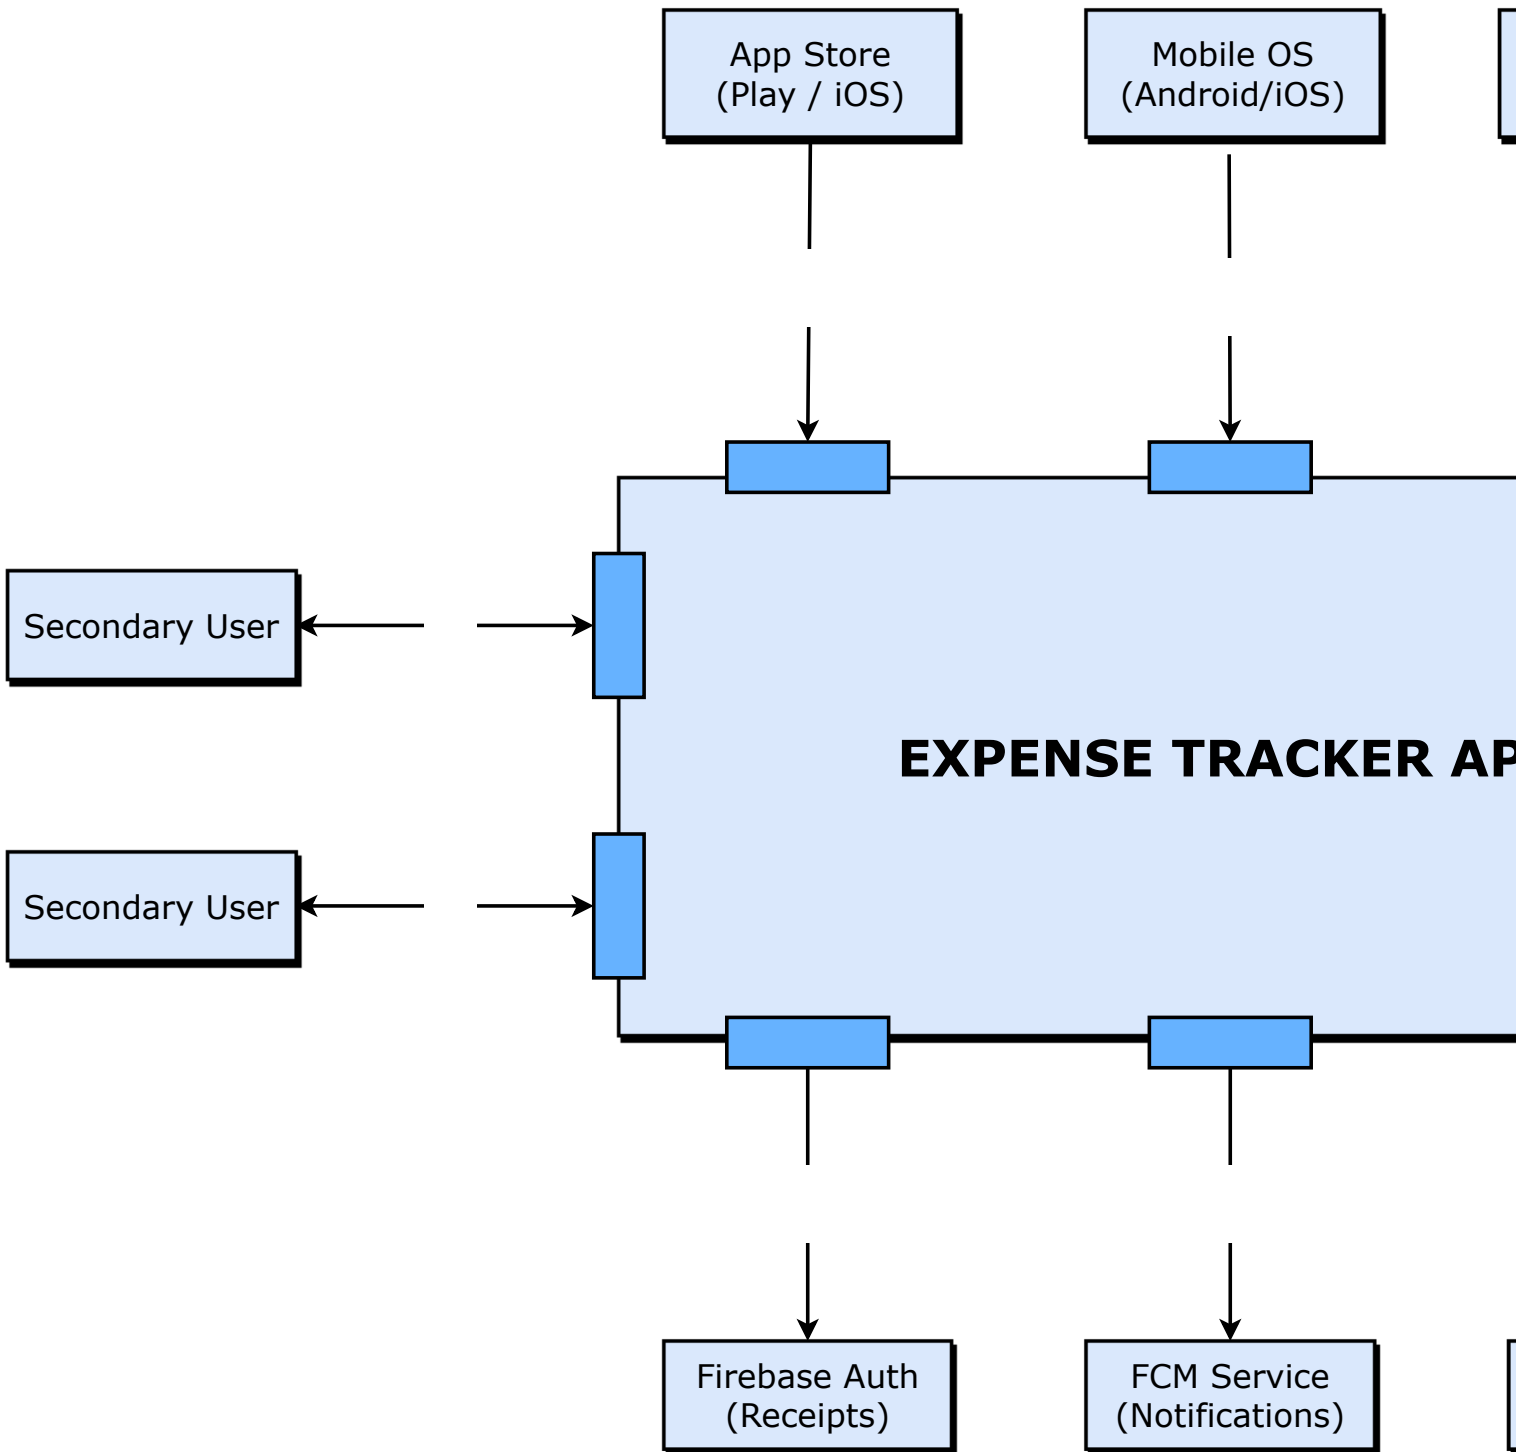 App Store
(Play / iOS)
Mobile OS
(Android/iOS)
Secondary User
EXPENSE TRACKER AP
Secondary User
Firebase Auth
(Receipts)
FCM Service
(Notifications)